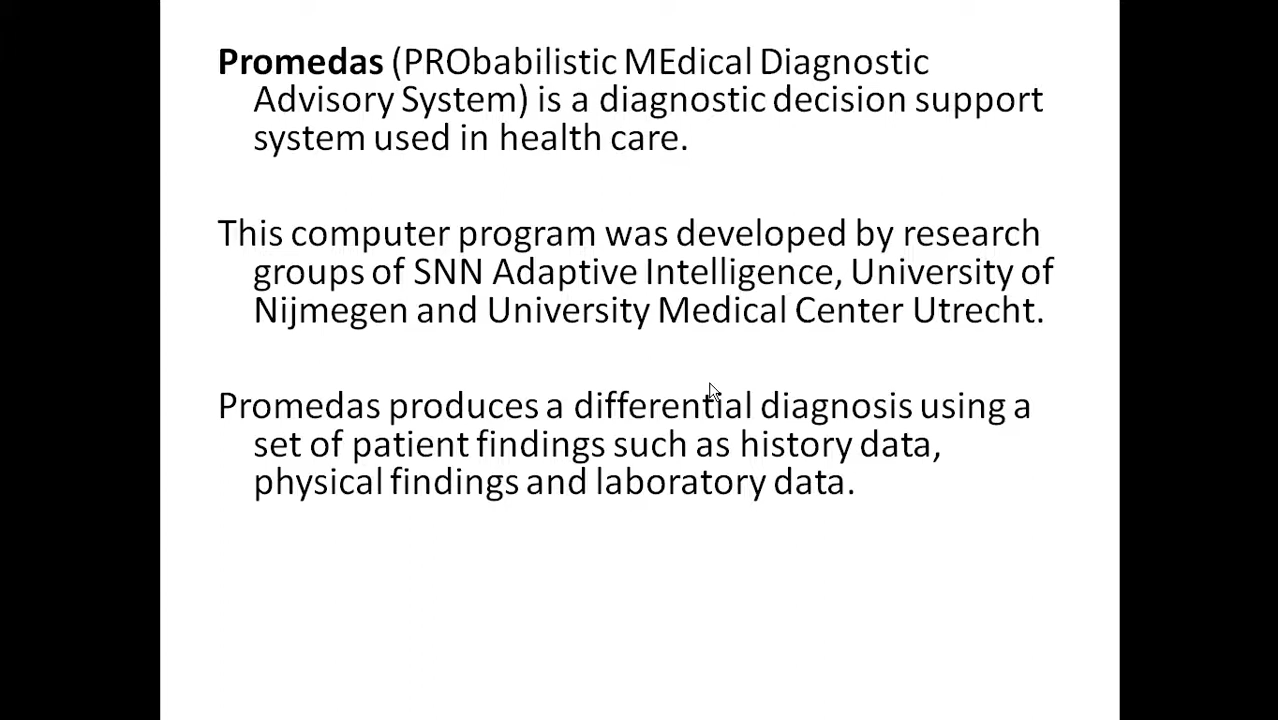 Promedas (PRObabilistic MEdical Diagnostic
Advisory System) is a diagnostic decision support
system used in health care.
This computer program was developed by research
groups of SNN Adaptive Intelligence, University of
Nijmegen and University Medical Center Utrecht.
Promedas produces a differential diagnosis using a
set of patient findings such as history data,
physical findings and laboratory data.